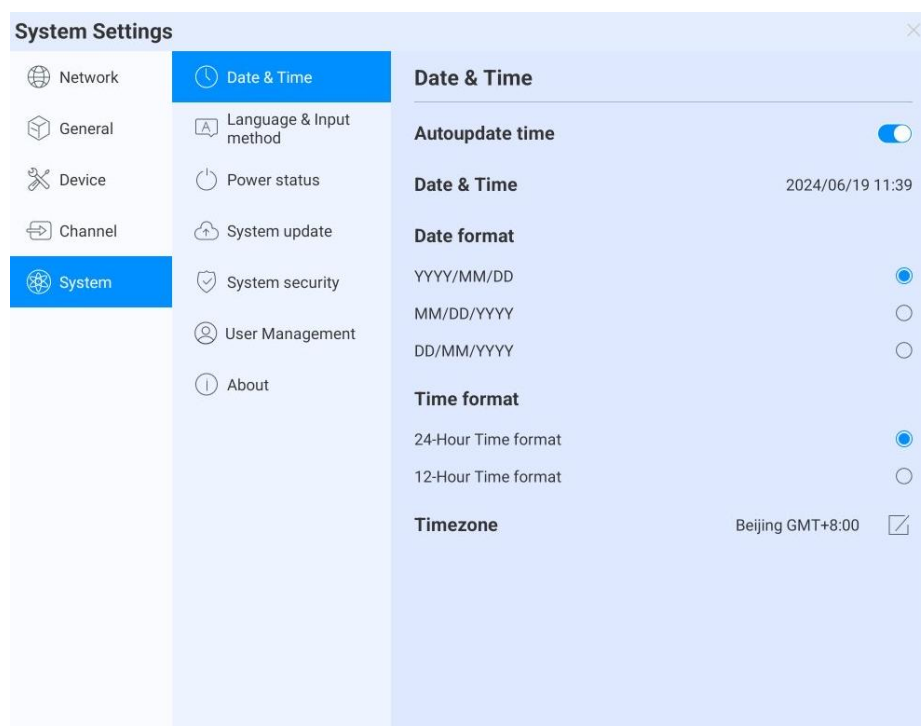 System Settings
Network
General
Device
Channel
System
Date & Time
Language & Input
method
Power status
System update
System security
User Management
About
Date & Time
Autoupdate time
Date & Time 2024/06/19 11:39
Date format
YYYY/MM/DD
MM/DD/YYYY
DD/MM/YYYY
Time format
24-Hour Time format
12-Hour Time format
Timezone Beijing GMT+8:00